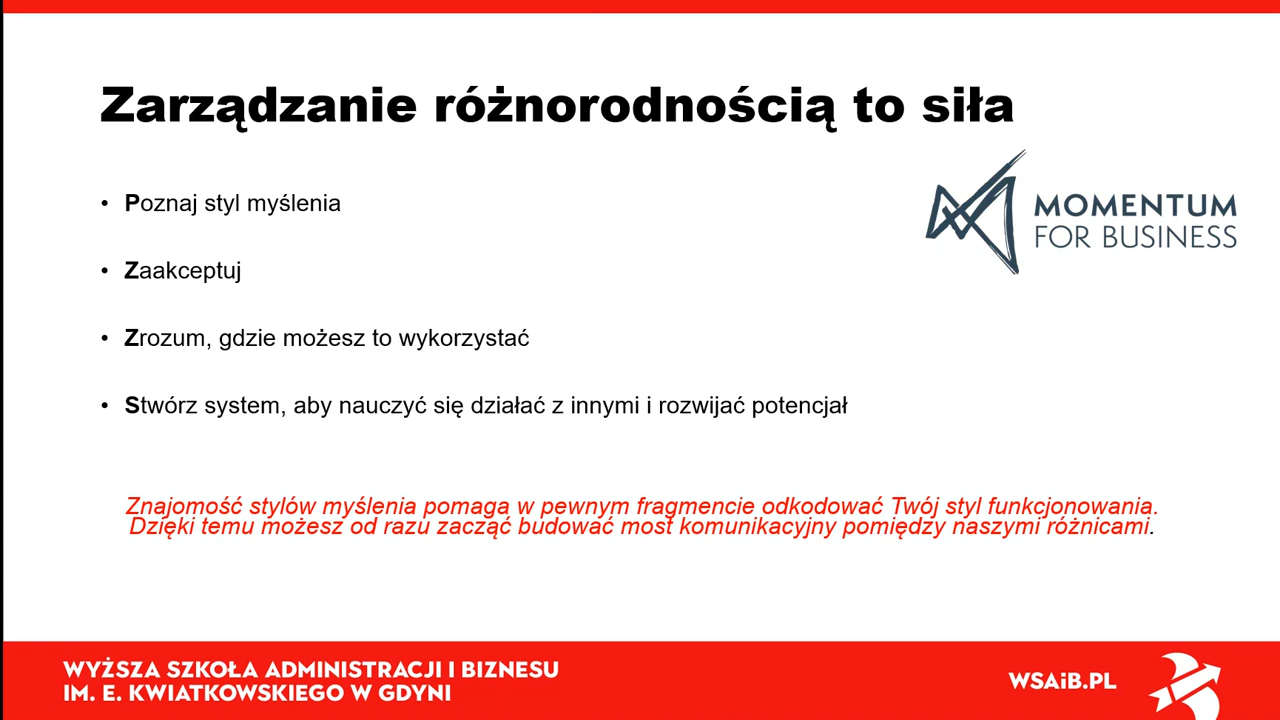 Zarządzanie różnorodnością to siła
• Poznaj styl myślenia
MOMENTUM
FOR BUSINESS
• Zaakceptuj
• Zrozum, gdzie możesz to wykorzystać
• Stwórz system, aby nauczyć się działać z innymi i rozwijać potencjał
Znajomość stylów myślenia pomaga w pewnym fragmencie odkodować Twój styl funkcjonowania.
Dzięki temu możesz od razu zacząć budować most komunikacyjny pomiędzy naszymi różnicami.
WYŻSZA SZKOŁA ADMINISTRACJI I BIZNESU
IM. E. KWIATKOWSKIEGO W GDYNI
WSAiB.PL